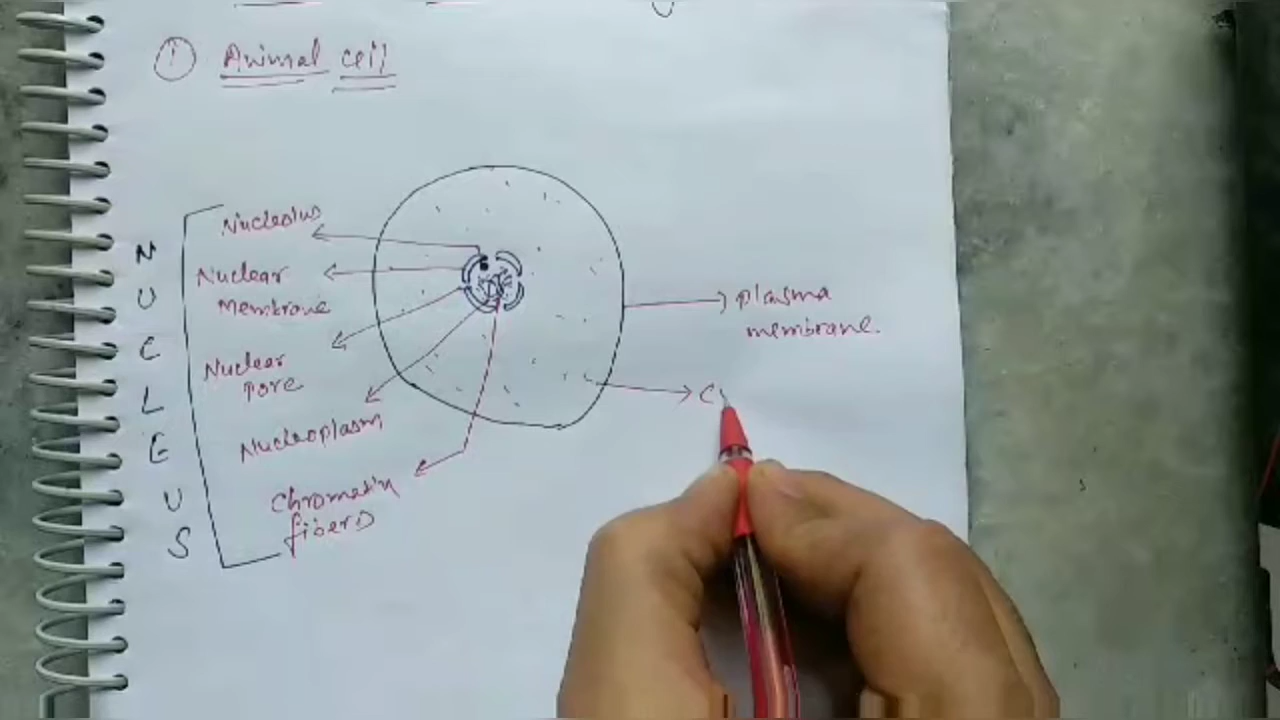 ① Animal cell
Nucleolus
Nuclear
Membrane
Nuclear
Pore
Nucleoplasm
Chromatin
fibers
N
U
C
L
E
U
S
plasma
membrane.
C